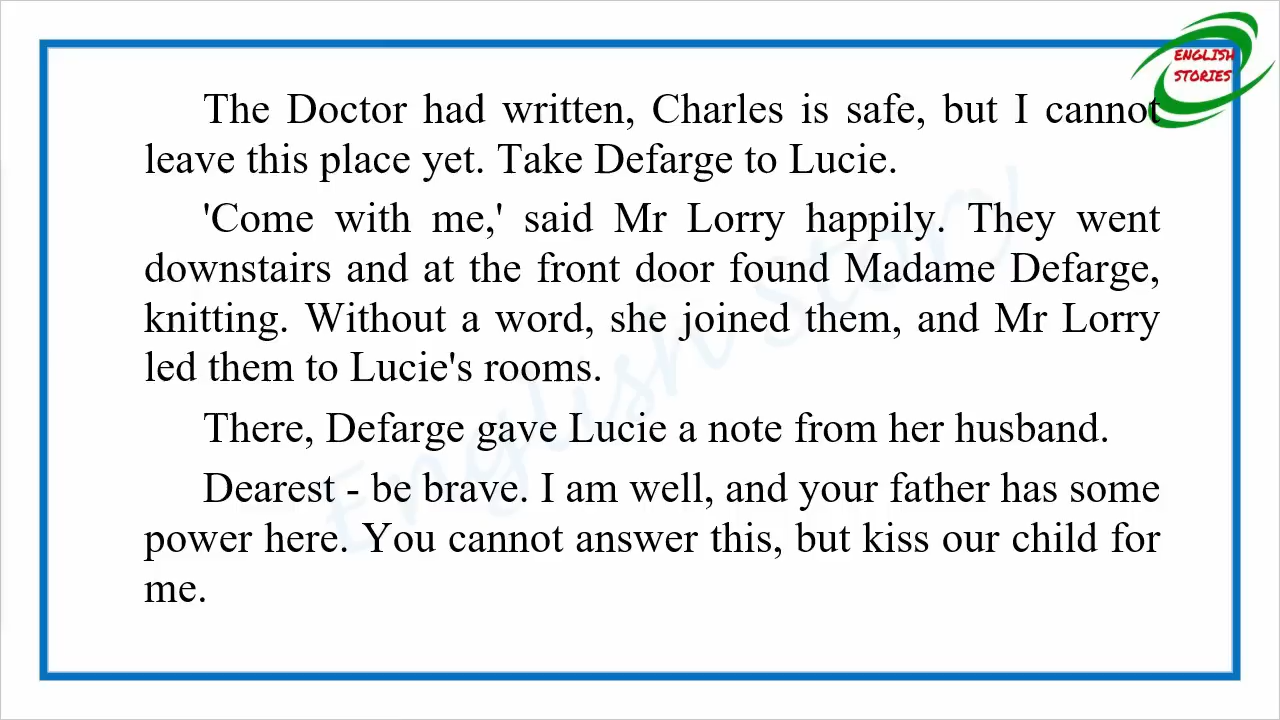 ENGLISH
STORIES
The Doctor had written, Charles is safe, but I cannot
leave this place yet. Take Defarge to Lucie.
'Come with me,' said Mr Lorry happily. They went
downstairs and at the front door found Madame Defarge,
knitting. Without a word, she joined them, and Mr Lorry
led them to Lucie's rooms.
There, Defarge gave Lucie a note from her husband.
Dearest - be brave. I am well, and your father has some
power here. You cannot answer this, but kiss our child for
me.
English Story